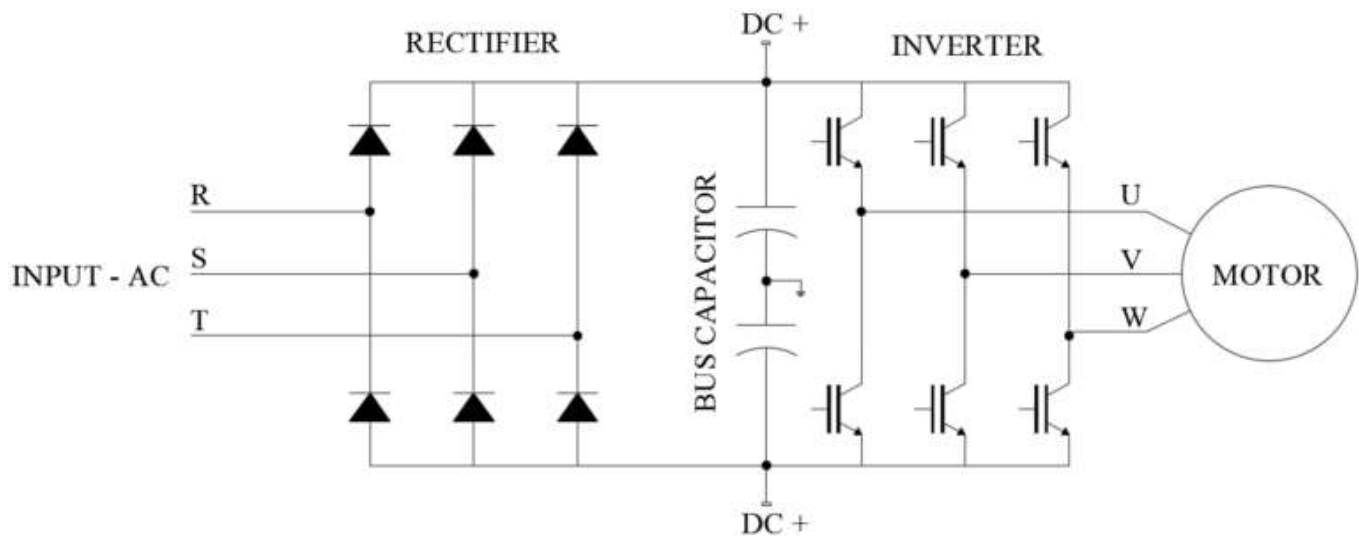 DC +
RECTIFIER
INVERTER
R
S
INPUT - AC
T
BUS CAPACITOR
U
V
W
MOTOR
DC +